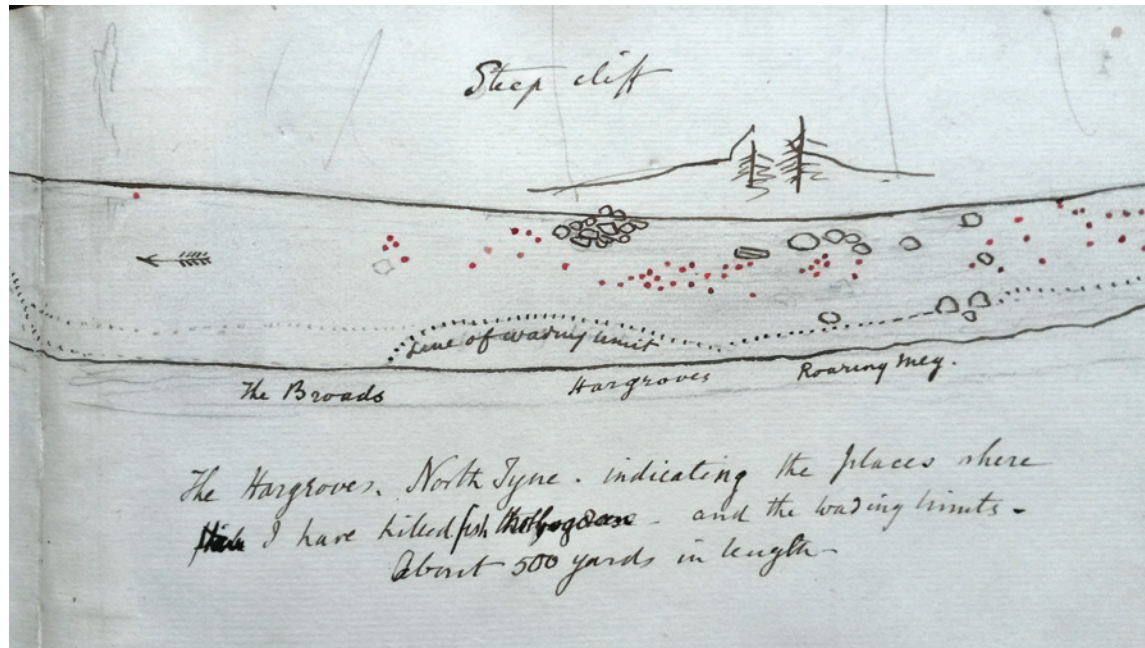 Steep cliff
Line of wading limit
The Broads
Hargroves
Roaring Meg.
The Hargroves. North Tyne. indicating the places where
I have killed fish - and the wading limits -
About 500 yards in length -